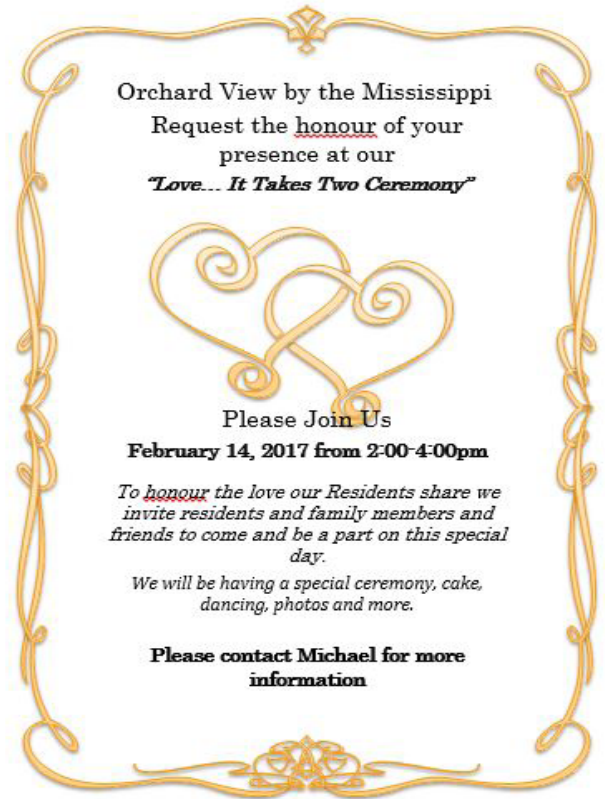 Orchard View by the Mississippi
Request the honour of your
presence at our
“Love... It Takes Two Ceremony”
Please Join Us
February 14, 2017 from 2:00-4:00pm
To honour the love our Residents share we
invite residents and family members and
friends to come and be a part on this special
day.
We will be having a special ceremony, cake,
dancing, photos and more.
Please contact Michael for more
information